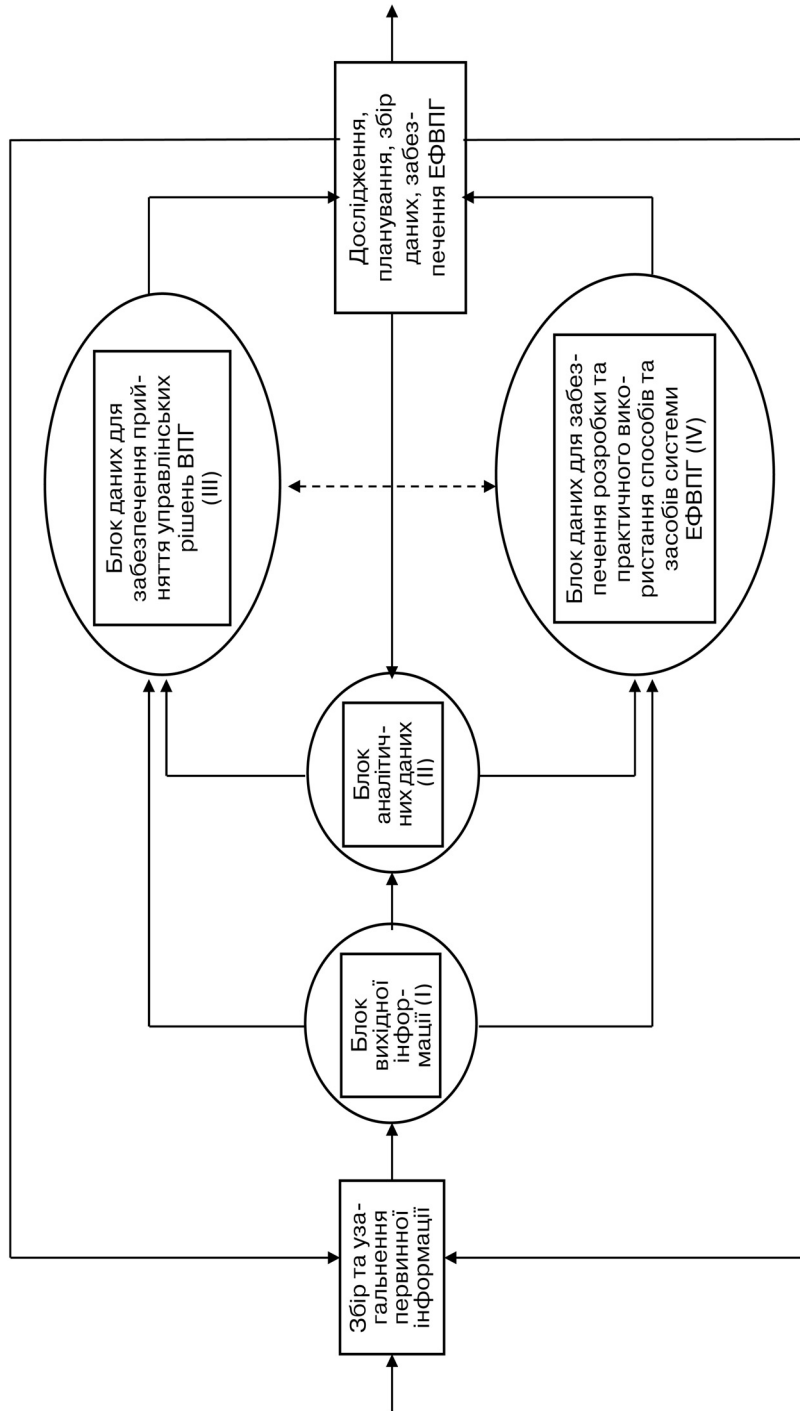 Збір та уза-
гальнення
первинної
інформації
Блок
вихідної
інфор-
мації (I)
Блок
аналітич-
них даних
(II)
Блок даних для
забезпечення прий-
няття управлінських
рішень ВПГ
(III)
Блок даних для забез-
печення розробки та
практичного вико-
ристання способів та
засобів системи
ЕФВПГ (IV)
Дослідження,
планування, збір
даних, забез-
печення ЕФВПГ